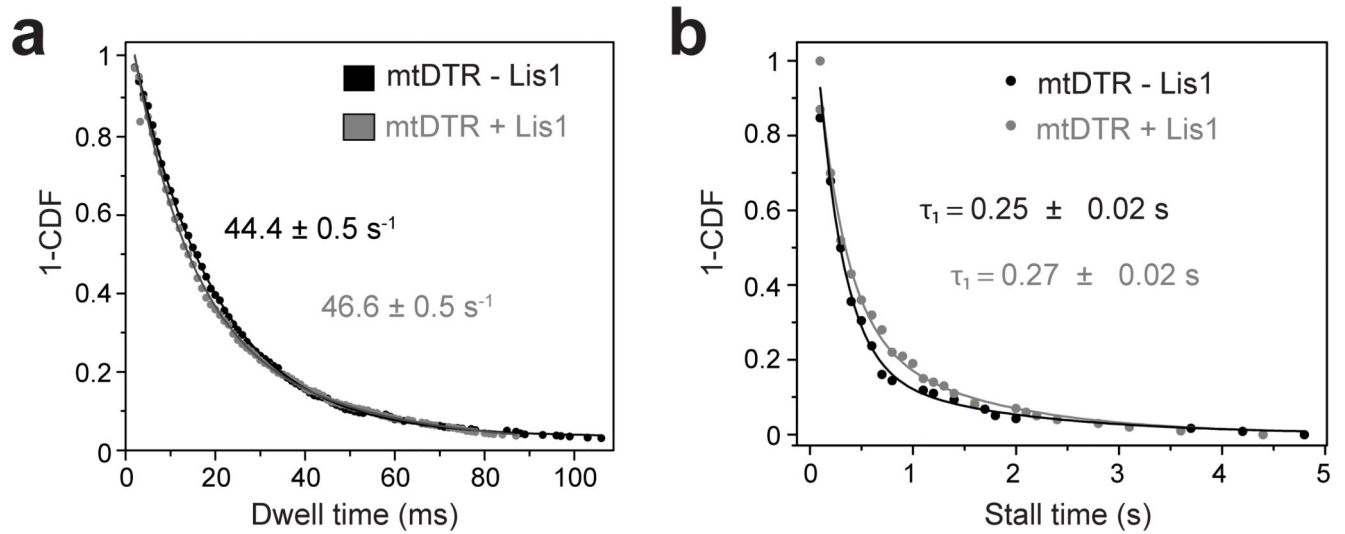 a
1-CDF
1
0.8
0.6
0.4
0.2
0
mtDTR - Lis1
mtDTR + Lis1
44.4 ± 0.5 s⁻¹
46.6 ± 0.5 s⁻¹
0 20 40 60 80 100
Dwell time (ms)
b
1-CDF
1
0.8
0.6
0.4
0.2
0
mtDTR - Lis1
mtDTR + Lis1
τ₁ = 0.25 ± 0.02 s
τ₁ = 0.27 ± 0.02 s
0 1 2 3 4 5
Stall time (s)